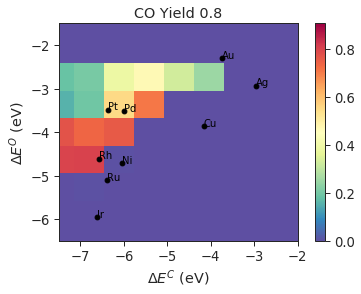 CO Yield 0.8
ΔE^O (eV)
−2
−3
−4
−5
−6
Au
Ag
Pt
Pd
Cu
Rh
Ni
Ru
Ir
−7 −6 −5 −4 −3 −2
ΔE^C (eV)
0.8
0.6
0.4
0.2
0.0